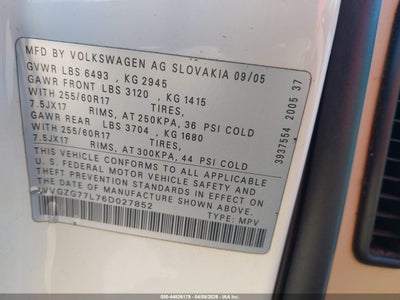 MFD BY VOLKSWAGEN AG SLOVAKIA 09/05
GVWR LBS 6493 , KG 2945
GAWR FRONT LBS 3120 , KG 1415
WITH 255/60R17 TIRES,
7.5JX17 RIMS, AT 250KPA, 36 PSI COLD
GAWR REAR LBS 3704 , KG 1680
WITH 255/60R17 TIRES,
7.5JX17 RIMS, AT 300KPA, 44 PSI COLD
THIS VEHICLE CONFORMS TO ALL APPLICABLE
U.S. FEDERAL MOTOR VEHICLE SAFETY AND
THEFT PREVENTION STANDARDS IN EFFECT ON THE
DATE OF MANUFACTURE SHOWN ABOVE.
WVGZG77L76D027852
TYPE: MPV
3937554 2005 37
000-44826179 - 04/08/2026 - IAA, Inc.